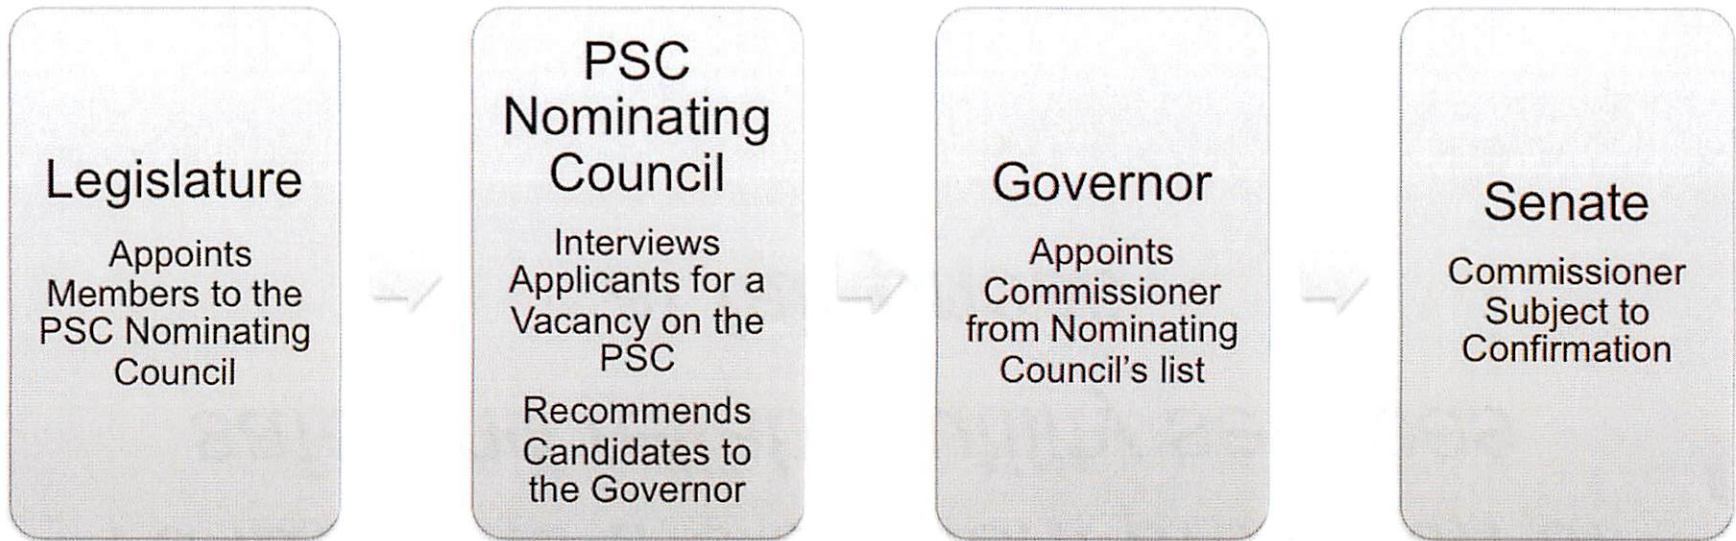 Legislature
Appoints
Members to the
PSC Nominating
Council
PSC
Nominating
Council
Interviews
Applicants for a
Vacancy on the
PSC
Recommends
Candidates to
the Governor
Governor
Appoints
Commissioner
from Nominating
Council's list
Senate
Commissioner
Subject to
Confirmation